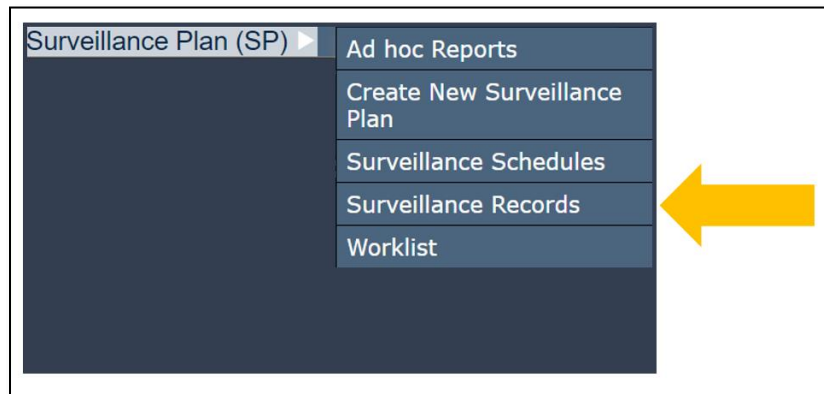 Surveillance Plan (SP)
Ad hoc Reports
Create New Surveillance
Plan
Surveillance Schedules
Surveillance Records
Worklist